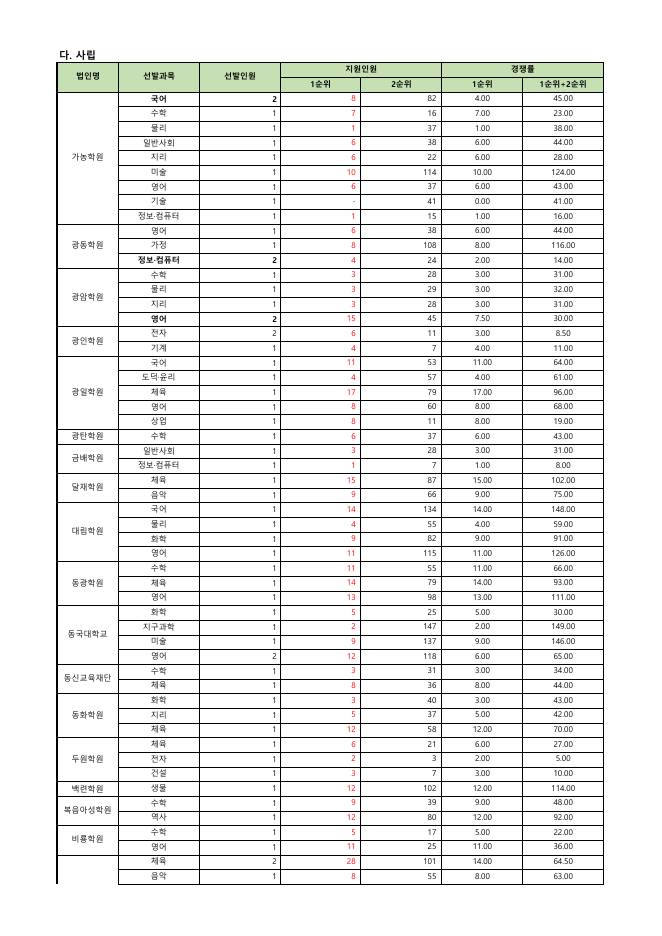 다. 사립
법인명 선발과목 선발인원 지원인원 경쟁률
1순위 2순위 1순위 1순위+2순위
가농학원 국어 2 8 82 4.00 45.00
수학 1 7 16 7.00 23.00
물리 1 1 37 1.00 38.00
일반사회 1 6 38 6.00 44.00
지리 1 6 22 6.00 28.00
미술 1 10 114 10.00 124.00
영어 1 6 37 6.00 43.00
기술 1 - 41 0.00 41.00
정보·컴퓨터 1 1 15 1.00 16.00
광동학원 영어 1 6 38 6.00 44.00
가정 1 8 108 8.00 116.00
정보·컴퓨터 2 4 24 2.00 14.00
광암학원 수학 1 3 28 3.00 31.00
물리 1 3 29 3.00 32.00
지리 1 3 28 3.00 31.00
영어 2 15 45 7.50 30.00
광인학원 전자 2 6 11 3.00 8.50
기계 1 4 7 4.00 11.00
광일학원 국어 1 11 53 11.00 64.00
도덕·윤리 1 4 57 4.00 61.00
체육 1 17 79 17.00 96.00
영어 1 8 60 8.00 68.00
상업 1 8 11 8.00 19.00
광탄학원 수학 1 6 37 6.00 43.00
금배학원 일반사회 1 3 28 3.00 31.00
정보·컴퓨터 1 1 7 1.00 8.00
달재학원 체육 1 15 87 15.00 102.00
음악 1 9 66 9.00 75.00
대림학원 국어 1 14 134 14.00 148.00
물리 1 4 55 4.00 59.00
화학 1 9 82 9.00 91.00
영어 1 11 115 11.00 126.00
동광학원 수학 1 11 55 11.00 66.00
체육 1 14 79 14.00 93.00
영어 1 13 98 13.00 111.00
동국대학교 화학 1 5 25 5.00 30.00
지구과학 1 2 147 2.00 149.00
미술 1 9 137 9.00 146.00
영어 2 12 118 6.00 65.00
동신교육재단 수학 1 3 31 3.00 34.00
체육 1 8 36 8.00 44.00
동화학원 화학 1 3 40 3.00 43.00
지리 1 5 37 5.00 42.00
체육 1 12 58 12.00 70.00
두원학원 체육 1 6 21 6.00 27.00
전자 1 2 3 2.00 5.00
건설 1 3 7 3.00 10.00
백련학원 생물 1 12 102 12.00 114.00
복음아성학원 수학 1 9 39 9.00 48.00
역사 1 12 80 12.00 92.00
비룡학원 수학 1 5 17 5.00 22.00
영어 1 11 25 11.00 36.00
체육 2 28 101 14.00 64.50
음악 1 8 55 8.00 63.00